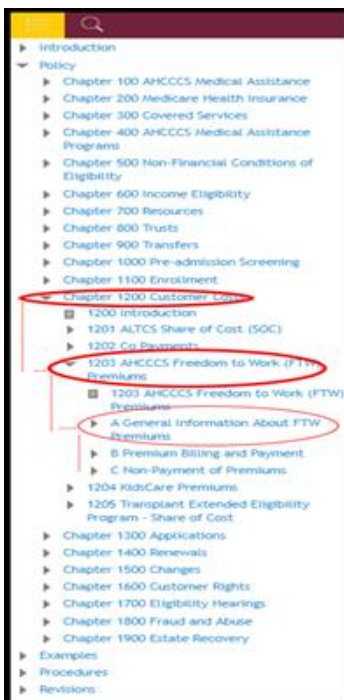 Introduction
Policy
Chapter 100 AHCCCS Medical Assistance
Chapter 200 Medicare Health Insurance
Chapter 300 Covered Services
Chapter 400 AHCCCS Medical Assistance
Programs
Chapter 500 Non-Financial Conditions of
Eligibility
Chapter 600 Income Eligibility
Chapter 700 Resources
Chapter 800 Trusts
Chapter 900 Transfers
Chapter 1000 Pre-admission Screening
Chapter 1100 Enrollment
Chapter 1200 Customer Costs
1200 Introduction
1201 ALTCS Share of Cost (SOC)
1202 Co Payments
1203 AHCCCS Freedom to Work (FTW)
Premiums
1203 AHCCCS Freedom to Work (FTW)
Premiums
A General Information About FTW
Premiums
B Premium Billing and Payment
C Non-Payment of Premiums
1204 KidsCare Premiums
1205 Transplant Extended Eligibility
Program - Share of Cost
Chapter 1300 Applications
Chapter 1400 Renewals
Chapter 1500 Changes
Chapter 1600 Customer Rights
Chapter 1700 Eligibility Hearings
Chapter 1800 Fraud and Abuse
Chapter 1900 Estate Recovery
Examples
Procedures
Revisions